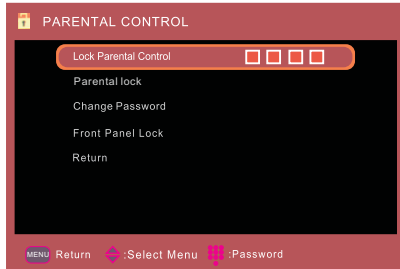 PARENTAL CONTROL
Lock Parental Control
Parental lock
Change Password
Front Panel Lock
Return
MENU Return :Select Menu :Password